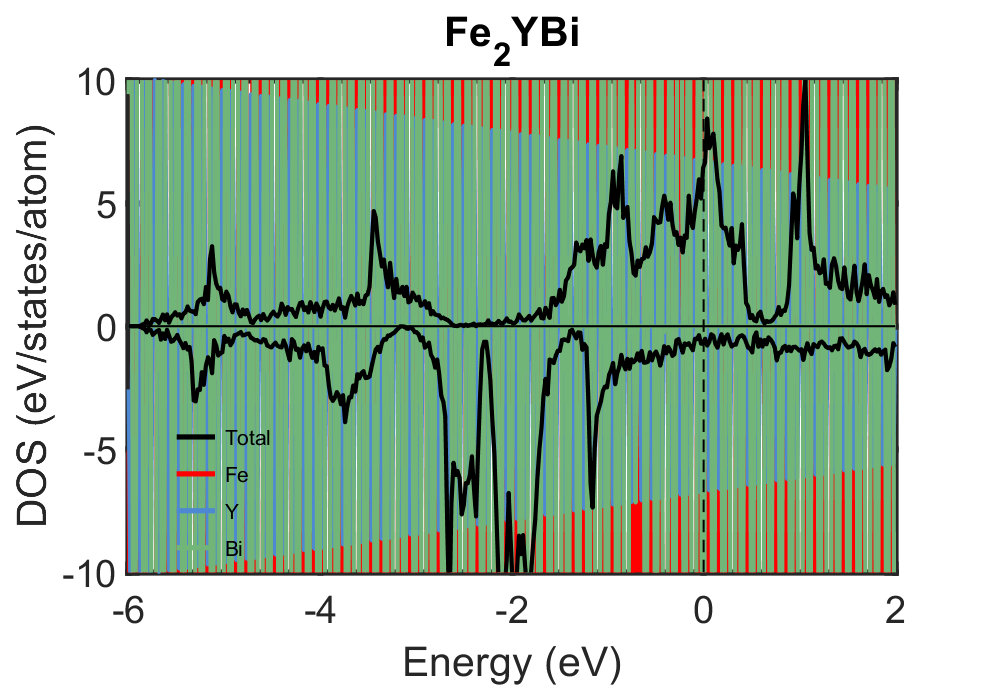 Fe2YBi
DOS (eV/states/atom)
10
5
0
-5
-10
Total
Fe
Y
Bi
-6 -4 -2 0 2
Energy (eV)